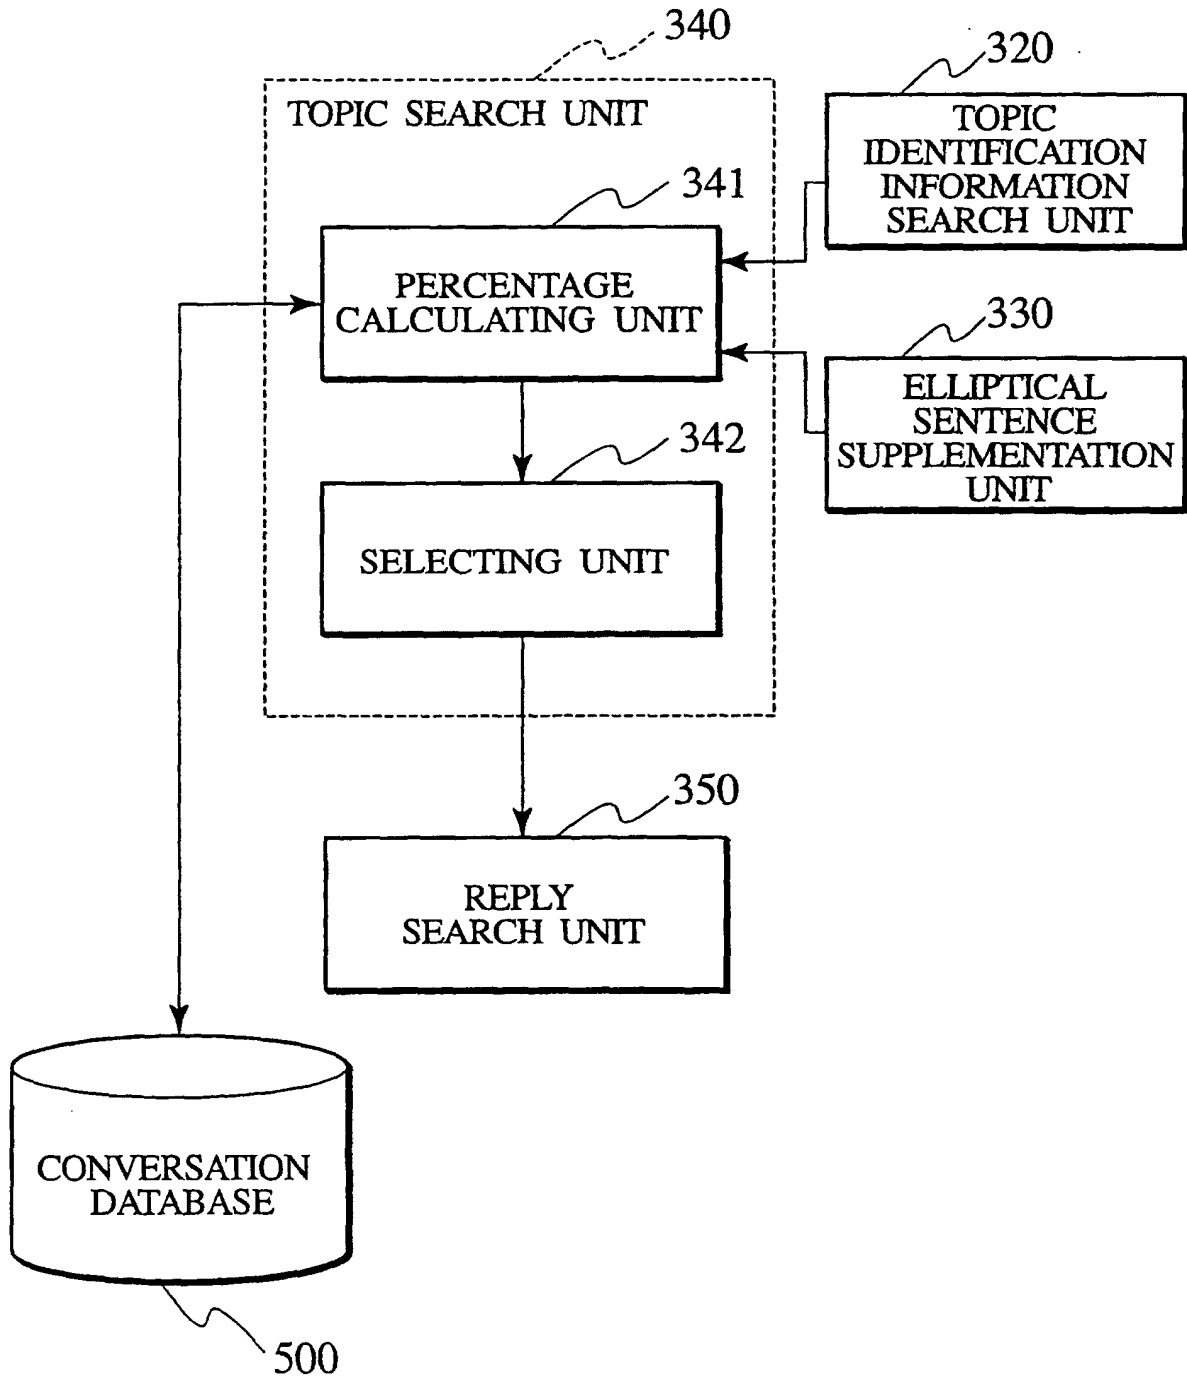 340
320
TOPIC SEARCH UNIT
TOPIC
IDENTIFICATION
INFORMATION
SEARCH UNIT
341
PERCENTAGE
CALCULATING UNIT
330
ELLIPTICAL
SENTENCE
SUPPLEMENTATION
UNIT
342
SELECTING UNIT
350
REPLY
SEARCH UNIT
CONVERSATION
DATABASE
500